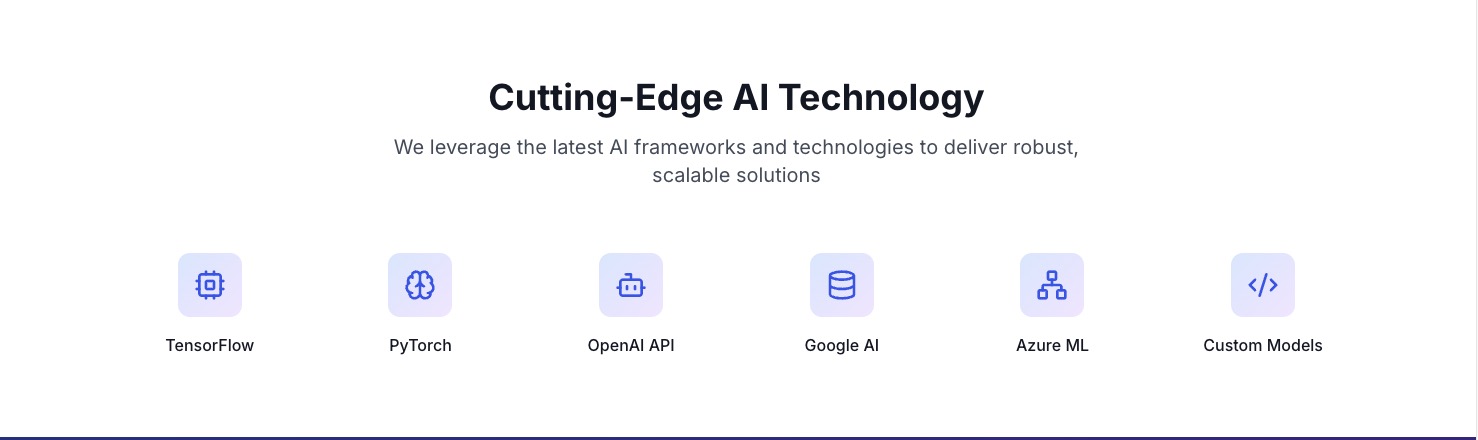 Cutting-Edge AI Technology
We leverage the latest AI frameworks and technologies to deliver robust,
scalable solutions
TensorFlow
PyTorch
OpenAI API
Google AI
Azure ML
Custom Models